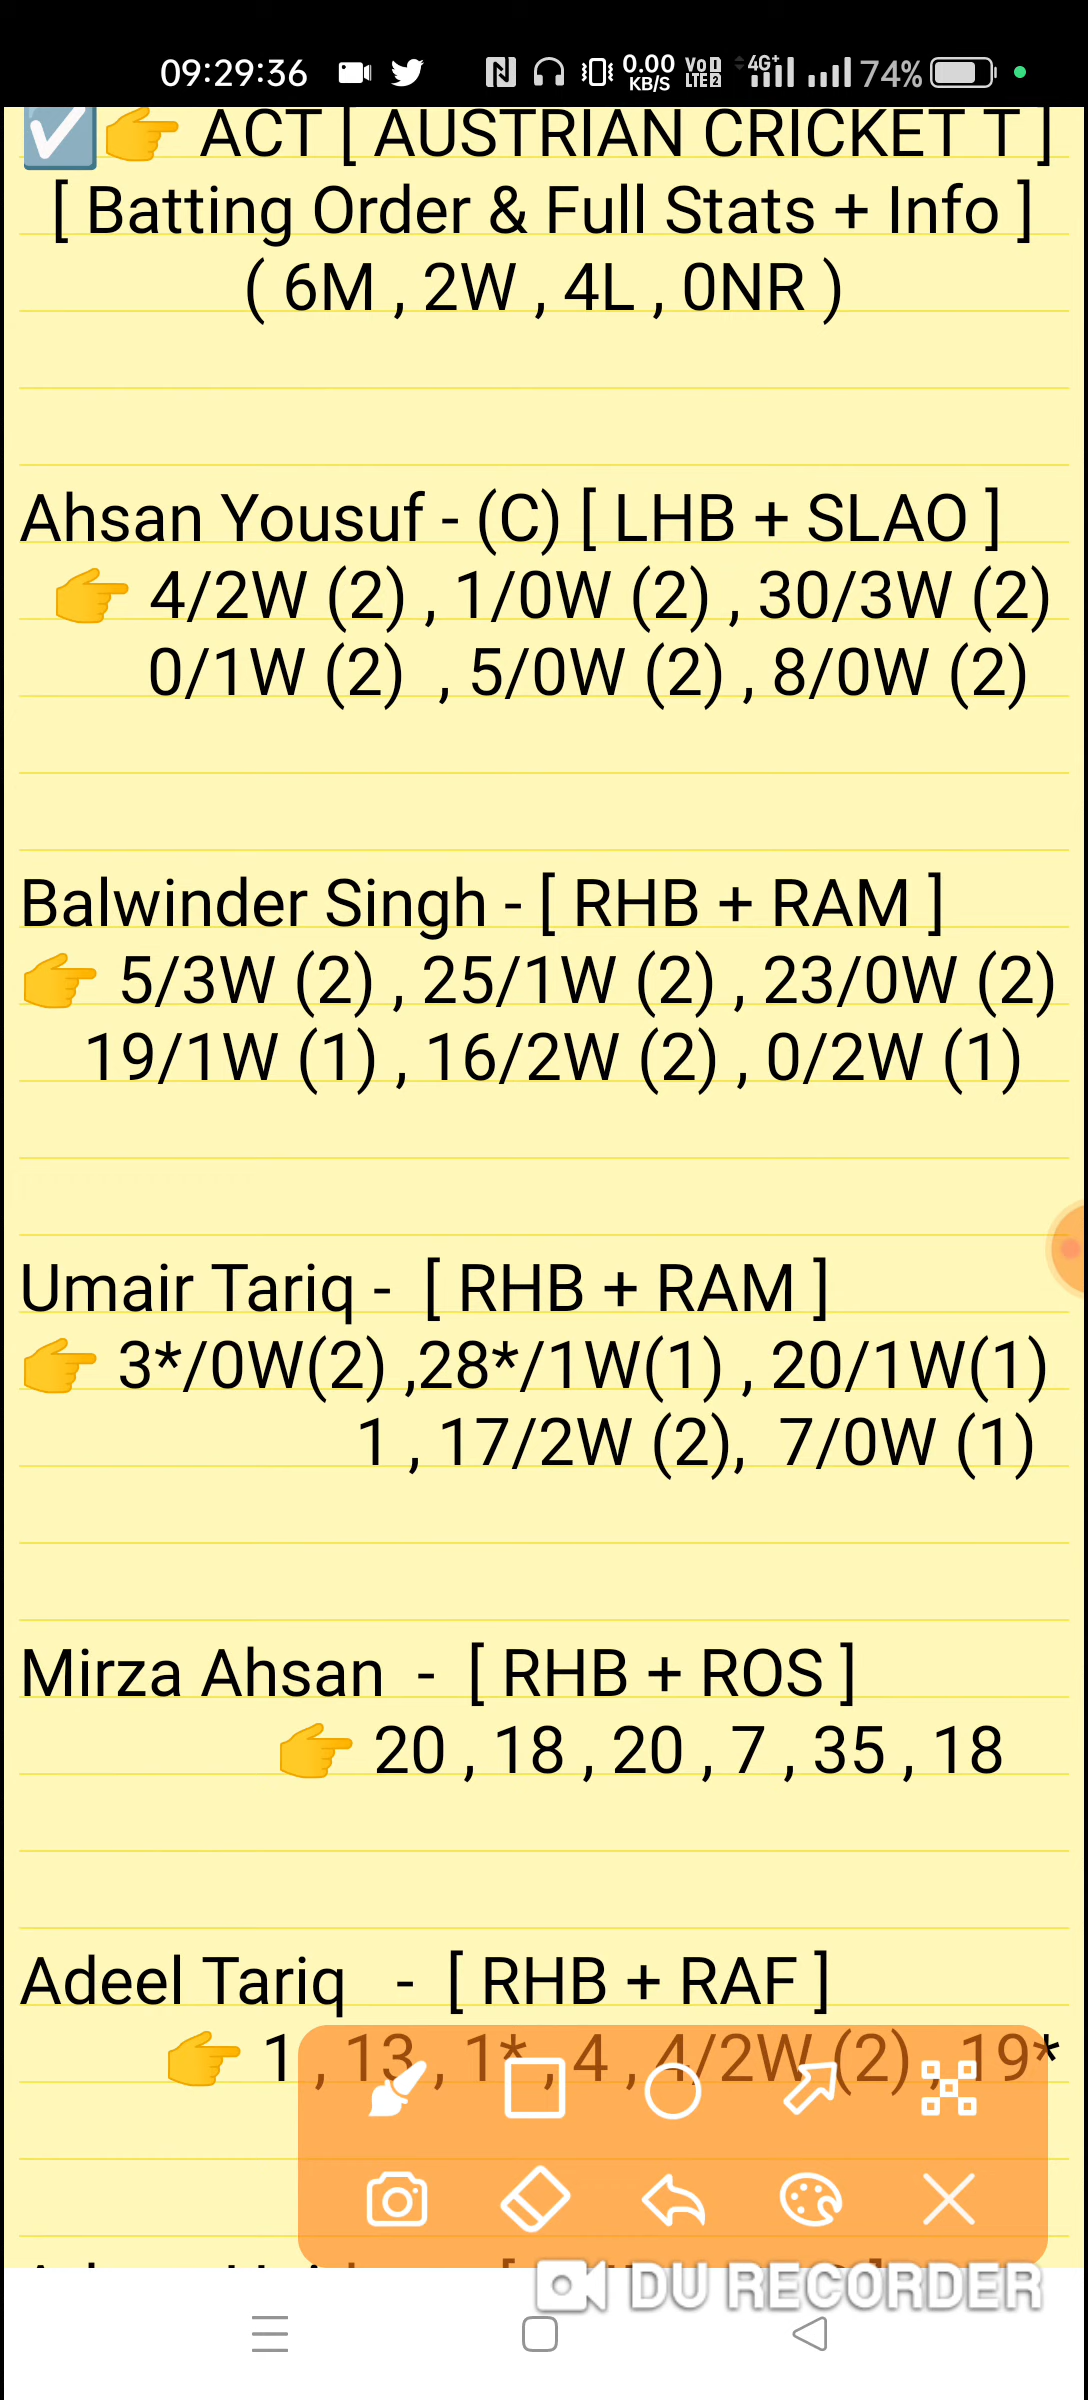 09:29:36 0.00 KB/S VoD LTE2 4G+ 74%
☑👉 ACT [ AUSTRIAN CRICKET T ]
[ Batting Order & Full Stats + Info ]
( 6M , 2W , 4L , 0NR )
Ahsan Yousuf - (C) [ LHB + SLAO ]
👉 4/2W (2) , 1/0W (2) , 30/3W (2)
0/1W (2) , 5/0W (2) , 8/0W (2)
Balwinder Singh - [ RHB + RAM ]
👉 5/3W (2) , 25/1W (2) , 23/0W (2)
19/1W (1) , 16/2W (2) , 0/2W (1)
Umair Tariq - [ RHB + RAM ]
👉 3*/0W(2) ,28*/1W(1) , 20/1W(1)
1 , 17/2W (2), 7/0W (1)
Mirza Ahsan - [ RHB + ROS ]
👉 20 , 18 , 20 , 7 , 35 , 18
Adeel Tariq - [ RHB + RAF ]
👉 1 , 13 , 1* , 4 , 4/2W (2) , 19*
DU RECORDER